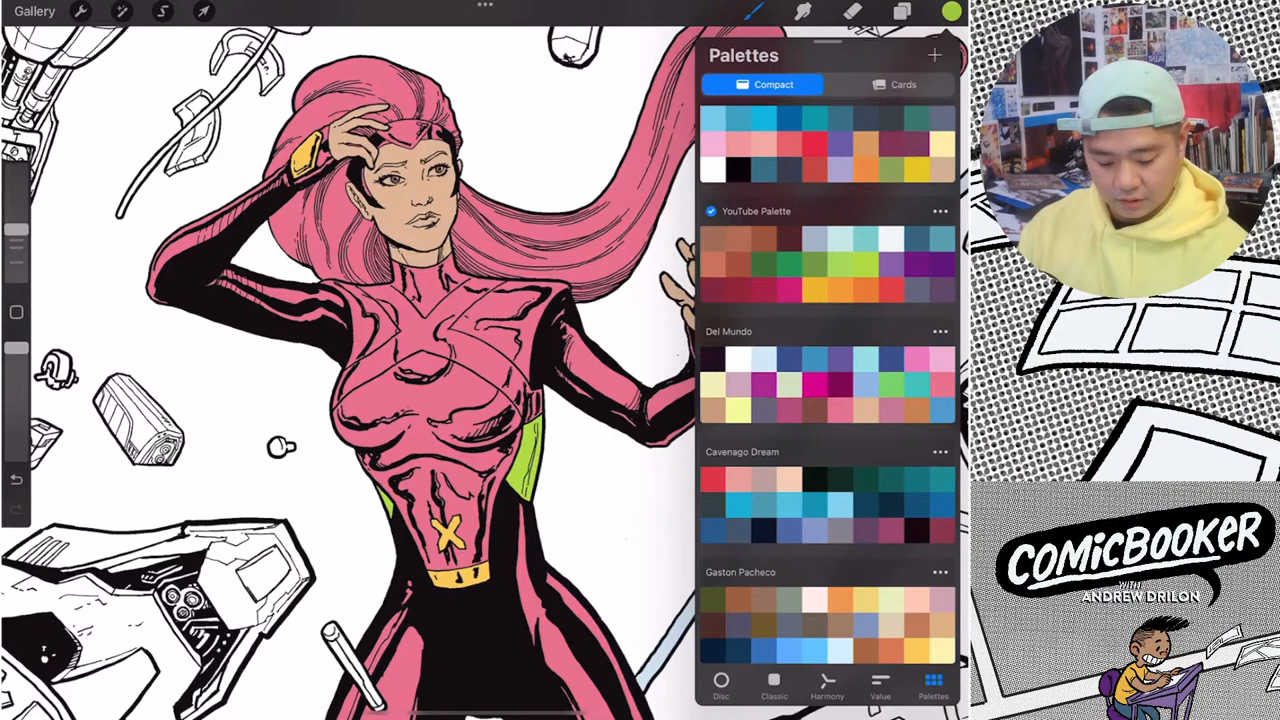 Gallery
Palettes
Compact
Cards
YouTube Palette
Del Mundo
Cavenago Dream
Gaston Pacheco
Disc
Classic
Harmony
Value
Palettes
X
COMiCBOOKER
WITH
ANDREW DRILON